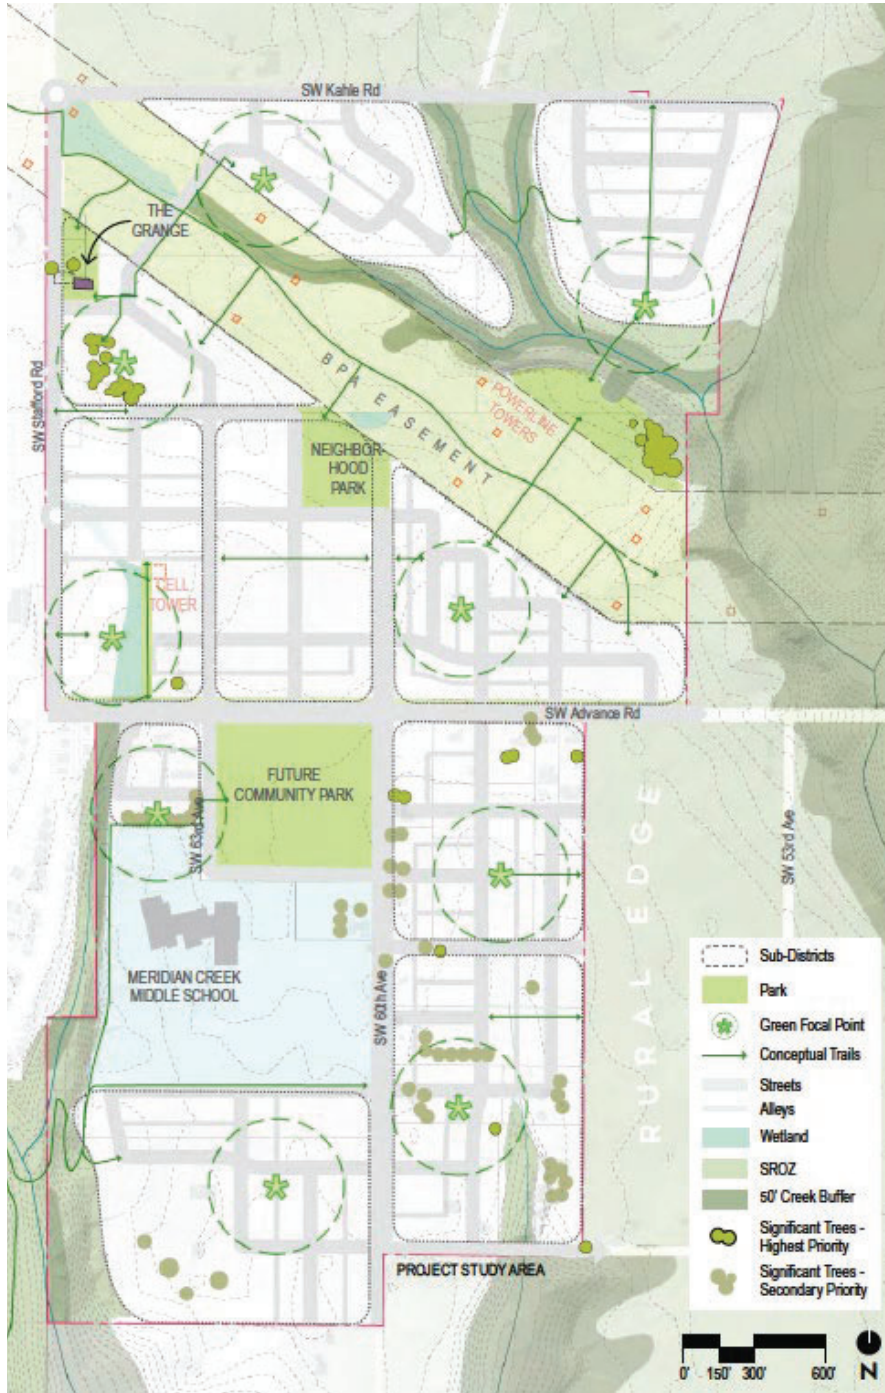 SW Kahle Rd
THE
GRANGE
SW Stafford Rd
BPA EASEMENT
POWERLINE
TOWERS
NEIGHBOR-
HOOD
PARK
CELL
TOWER
SW Advance Rd
FUTURE
COMMUNITY PARK
SW 63rd Ave
SW 53rd Ave
RURAL EDGE
MERIDIAN CREEK
MIDDLE SCHOOL
SW 60th Ave
PROJECT STUDY AREA
Sub-Districts
Park
Green Focal Point
Conceptual Trails
Streets
Alleys
Wetland
SROZ
50' Creek Buffer
Significant Trees -
Highest Priority
Significant Trees -
Secondary Priority
0' 150' 300' 600'
N